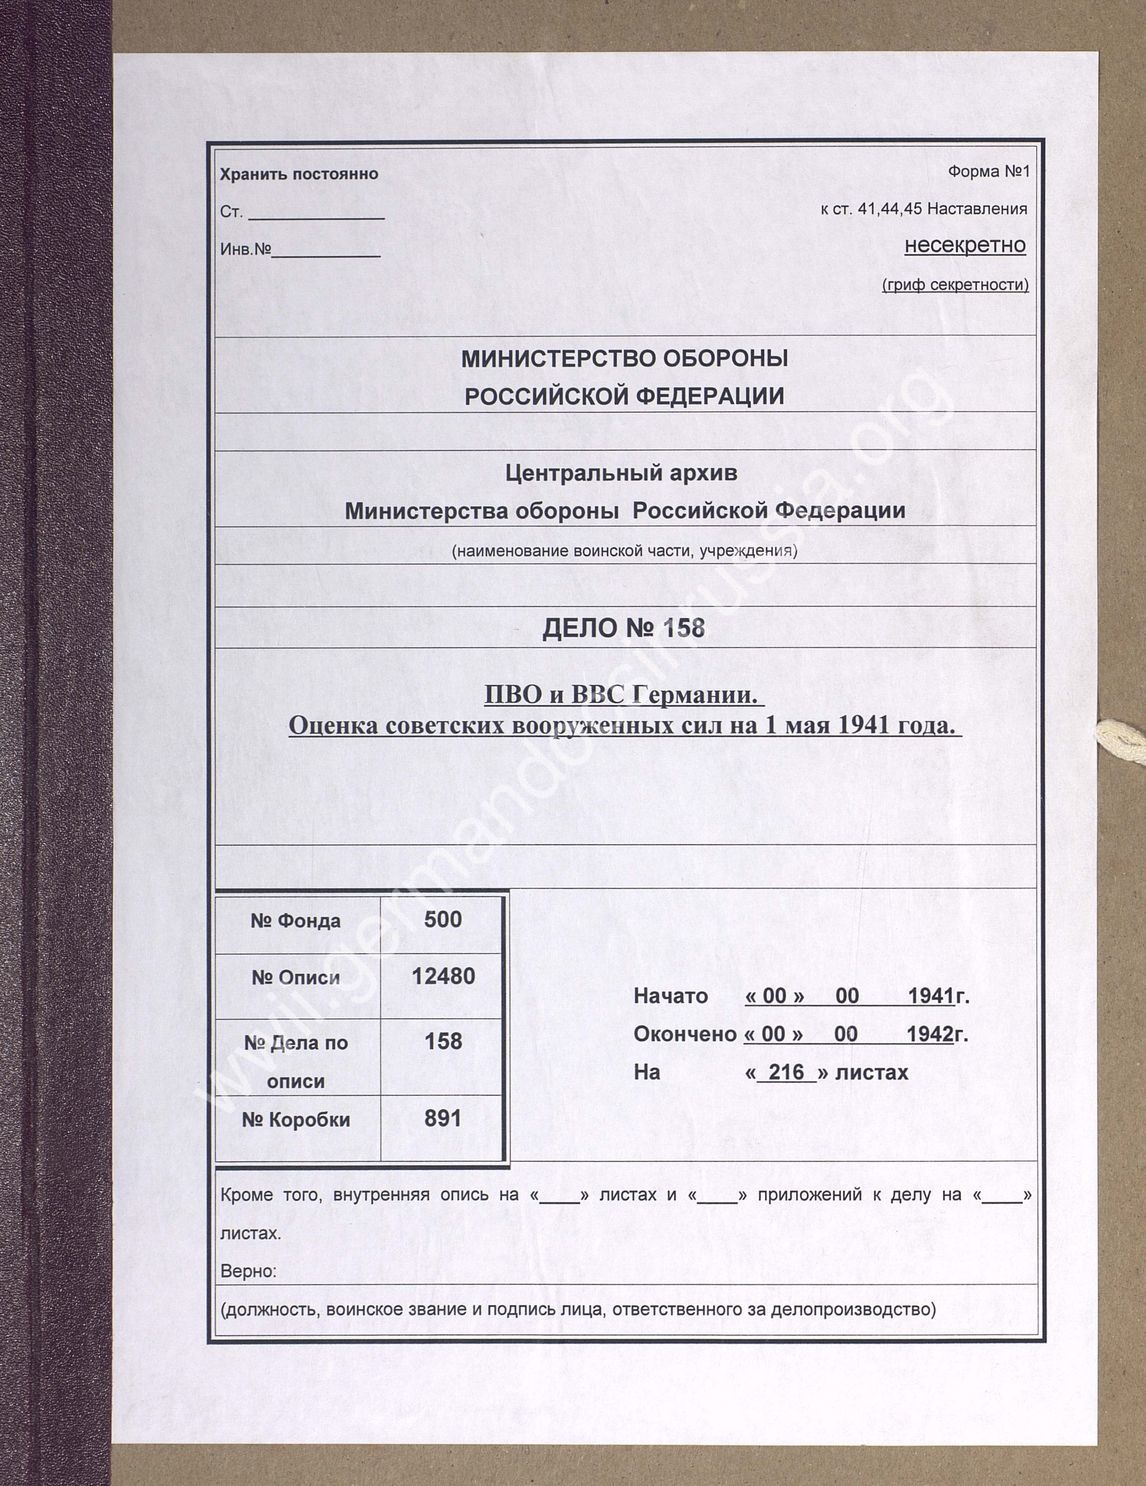 Хранить постоянно
Форма №1
Ст. ______________
к ст. 41,44,45 Наставления
Инв.№___________
несекретно
(гриф секретности)
МИНИСТЕРСТВО ОБОРОНЫ
РОССИЙСКОЙ ФЕДЕРАЦИИ
Центральный архив
Министерства обороны Российской Федерации
(наименование воинской части, учреждения)
ДЕЛО № 158
ПВО и ВВС Германии.
Оценка советских вооруженных сил на 1 мая 1941 года.
№ Фонда 500
№ Описи 12480
№ Дела по 158
описи
№ Коробки 891
Начато « 00 » 00 1941г.
Окончено « 00 » 00 1942г.
На « 216 » листах
Кроме того, внутренняя опись на «____» листах и «____» приложений к делу на «____»
листах.
Верно:
(должность, воинское звание и подпись лица, ответственного за делопроизводство)
wwii.germandocsinrussia.org